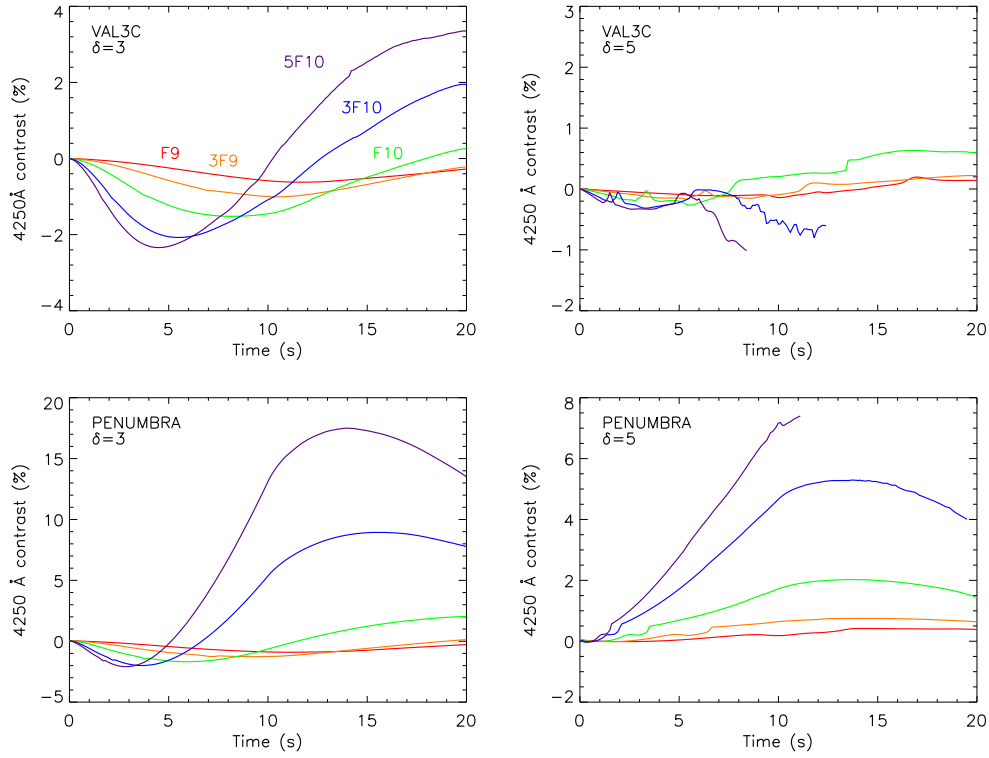 VAL3C
δ=3
5F10
3F10
F9
3F9
F10
4
2
0
−2
−4
0 5 10 15 20
4250Å contrast (%)
Time (s)
VAL3C
δ=5
3
2
1
0
−1
−2
0 5 10 15 20
4250 Å contrast (%)
Time (s)
PENUMBRA
δ=3
20
15
10
5
0
−5
0 5 10 15 20
4250 Å contrast (%)
Time (s)
PENUMBRA
δ=5
8
6
4
2
0
−2
0 5 10 15 20
4250 Å contrast (%)
Time (s)